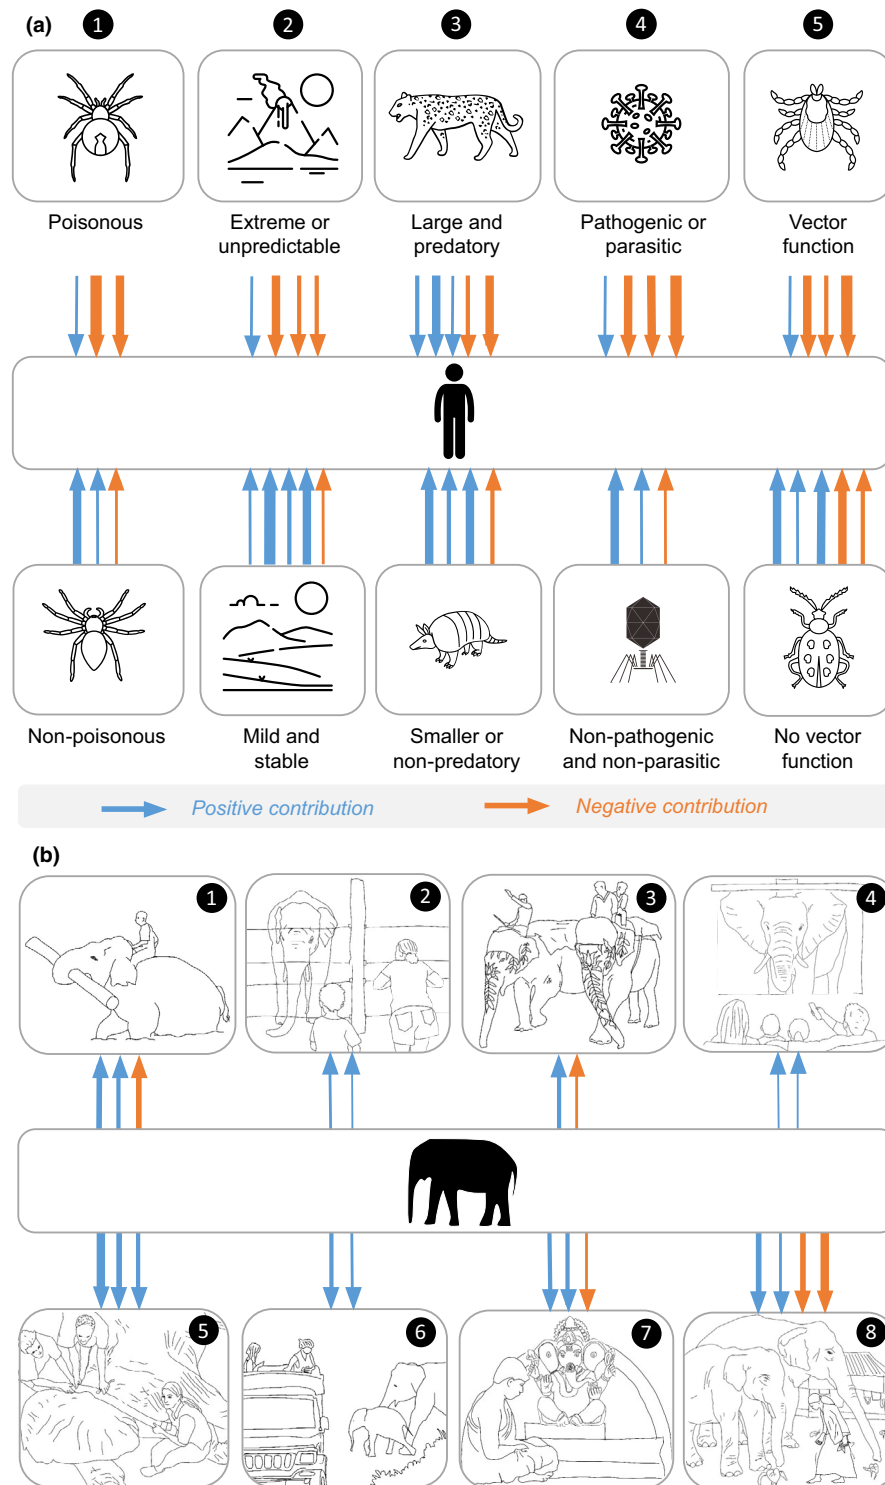 (a) 1 2 3 4 5
Poisonous
Extreme or
unpredictable
Large and
predatory
Pathogenic or
parasitic
Vector
function
Non-poisonous
Mild and
stable
Smaller or
non-predatory
Non-pathogenic
and non-parasitic
No vector
function
Positive contribution
Negative contribution
(b)
1 2 3 4
5 6 7 8